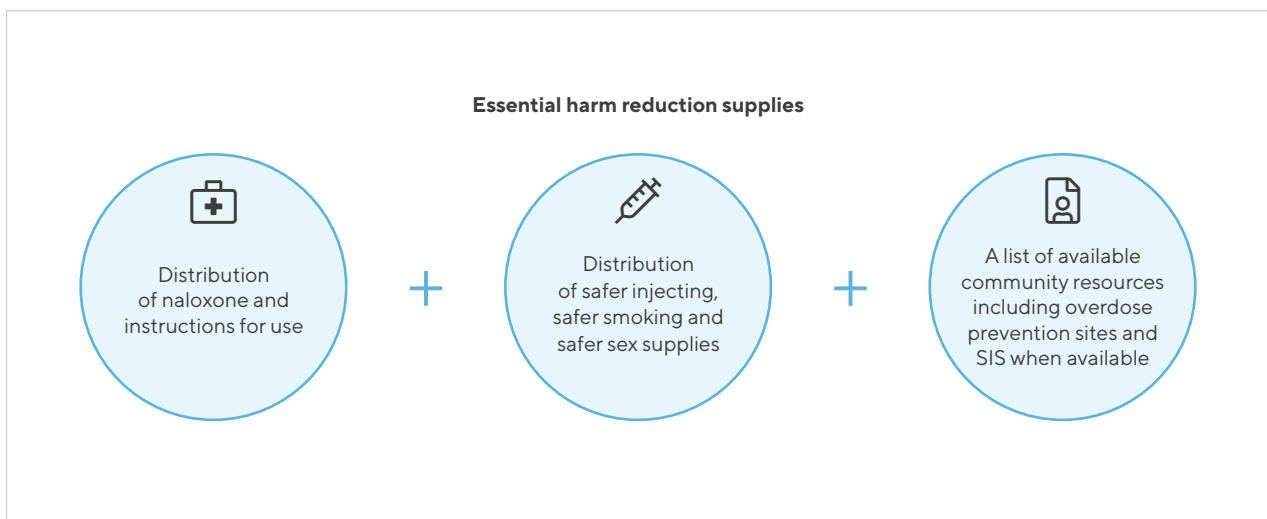 Essential harm reduction supplies
Distribution
of naloxone and
instructions for use
+
Distribution
of safer injecting,
safer smoking and
safer sex supplies
+
A list of available
community resources
including overdose
prevention sites and
SIS when available